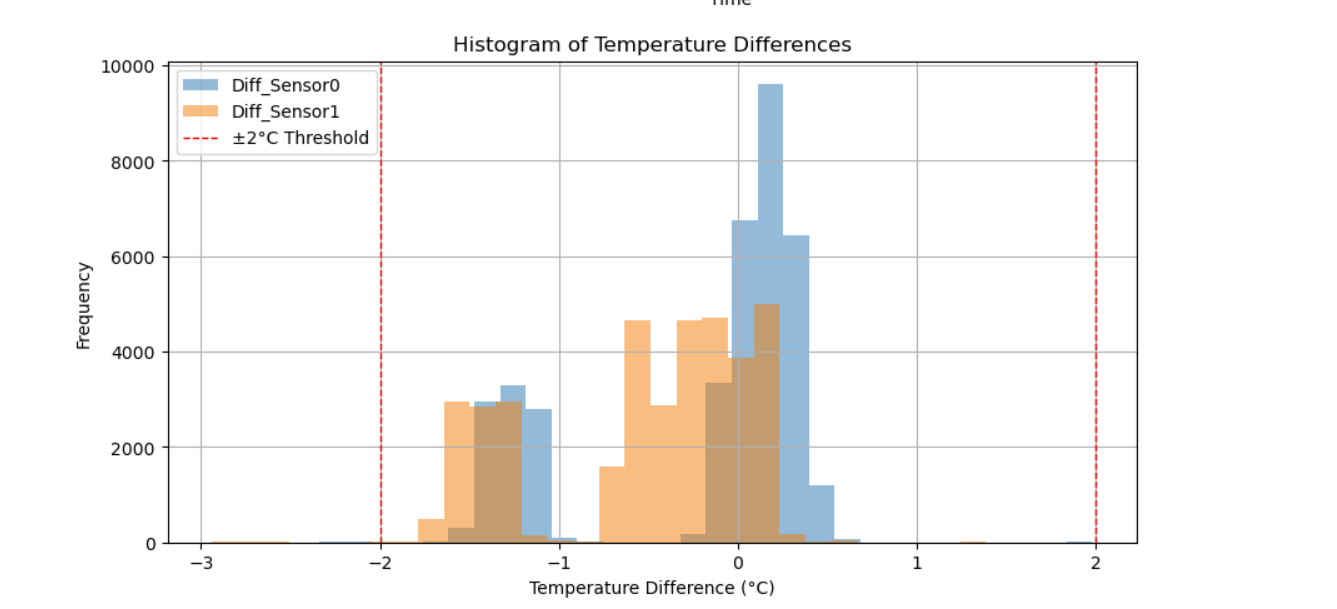 Time
Histogram of Temperature Differences
10000
8000
6000
4000
2000
0
Frequency
Diff_Sensor0
Diff_Sensor1
±2°C Threshold
−3 −2 −1 0 1 2
Temperature Difference (°C)